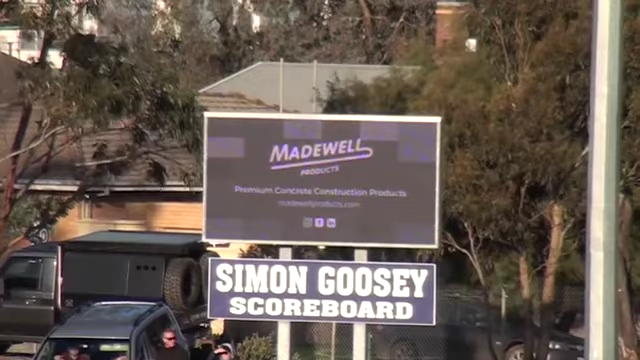 MADEWELL
PRODUCTS
Premium Concrete Construction Products
madewellproducts.com
SIMON GOOSEY
SCOREBOARD